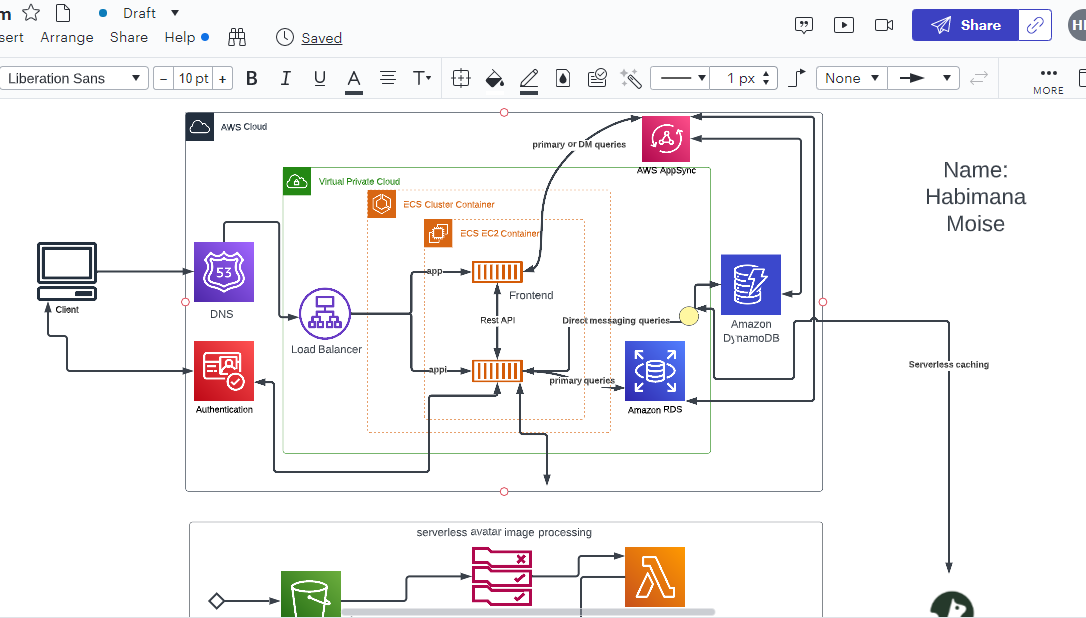 m
Draft
sert Arrange Share Help
Saved
Share
HI
Liberation Sans
− 10 pt +
B I U A T
1 px
None
MORE
AWS Cloud
primary or DM queries
AWS AppSync
Virtual Private Cloud
ECS Cluster Container
ECS EC2 Container
Name:
Habimana
Moise
53
Client
DNS
app
Frontend
Load Balancer
Rest API
Direct messaging queries
Amazon
DynamoDB
Serverless caching
appi
primary queries
Authentication
Amazon RDS
serverless avatar image processing